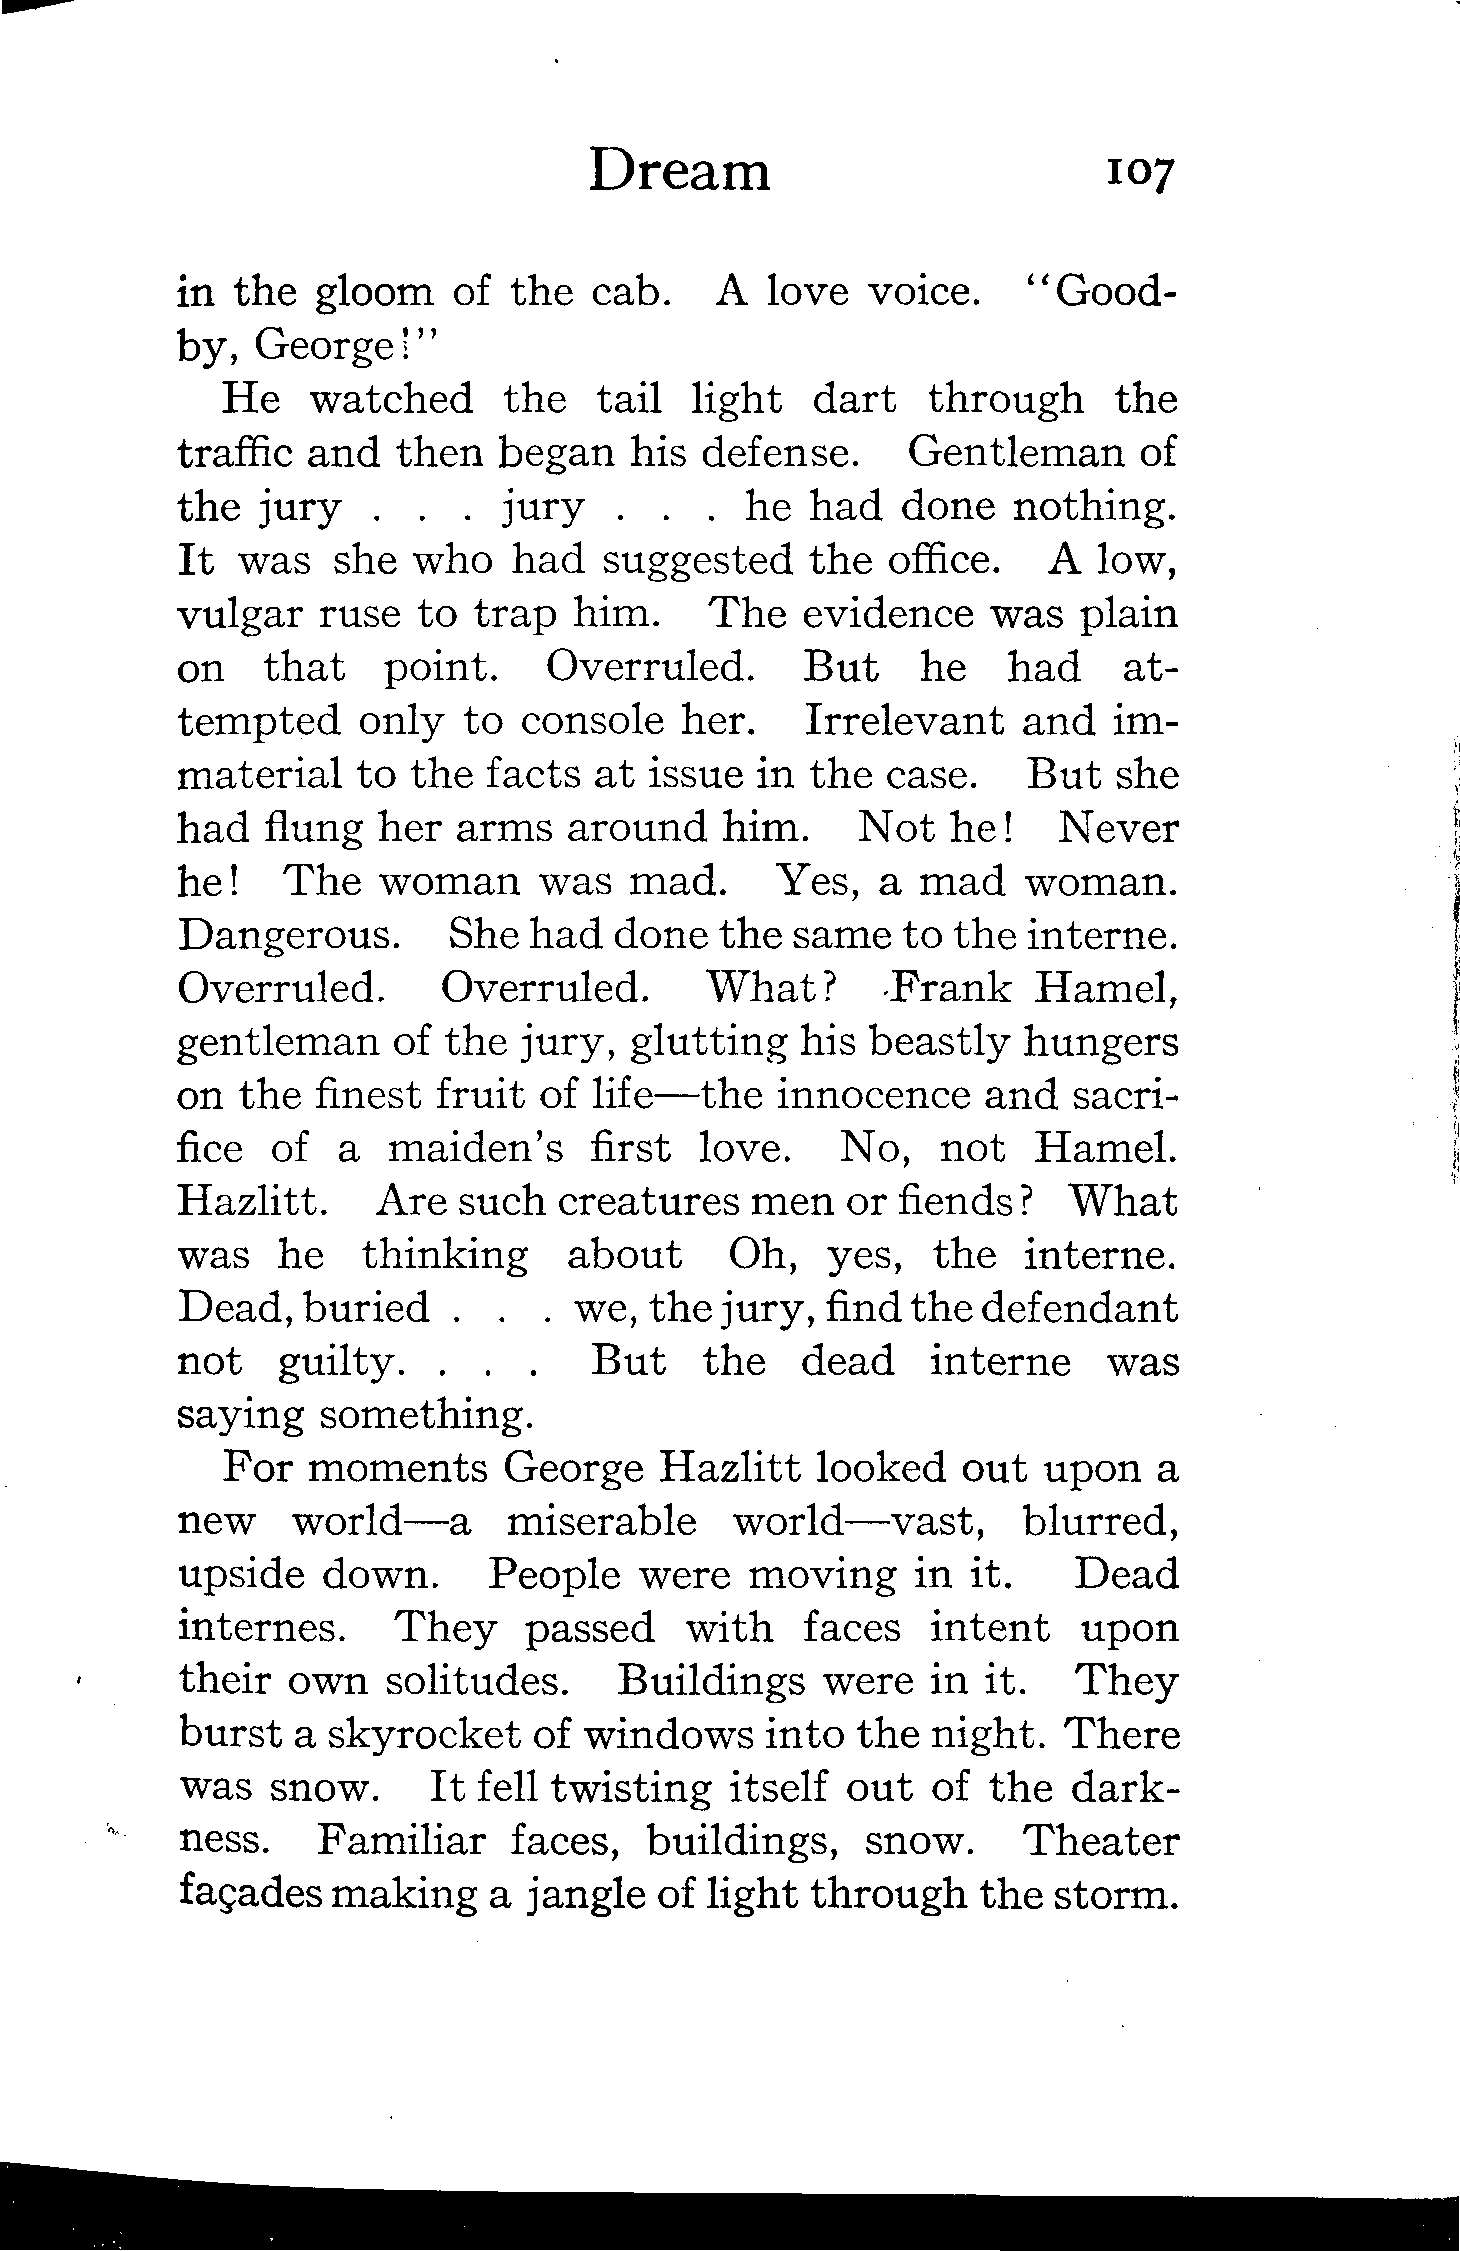 Dream 107
in the gloom of the cab. A love voice. "Good-
by, George!"
He watched the tail light dart through the
traffic and then began his defense. Gentleman of
the jury . . . jury . . . he had done nothing.
It was she who had suggested the office. A low,
vulgar ruse to trap him. The evidence was plain
on that point. Overruled. But he had at-
tempted only to console her. Irrelevant and im-
material to the facts at issue in the case. But she
had flung her arms around him. Not he! Never
he! The woman was mad. Yes, a mad woman.
Dangerous. She had done the same to the interne.
Overruled. Overruled. What? Frank Hamel,
gentleman of the jury, glutting his beastly hungers
on the finest fruit of life—the innocence and sacri-
fice of a maiden's first love. No, not Hamel.
Hazlitt. Are such creatures men or fiends? What
was he thinking about Oh, yes, the interne.
Dead, buried . . . we, the jury, find the defendant
not guilty. . . . But the dead interne was
saying something.
For moments George Hazlitt looked out upon a
new world—a miserable world—vast, blurred,
upside down. People were moving in it. Dead
internes. They passed with faces intent upon
their own solitudes. Buildings were in it. They
burst a skyrocket of windows into the night. There
was snow. It fell twisting itself out of the dark-
ness. Familiar faces, buildings, snow. Theater
façades making a jangle of light through the storm.